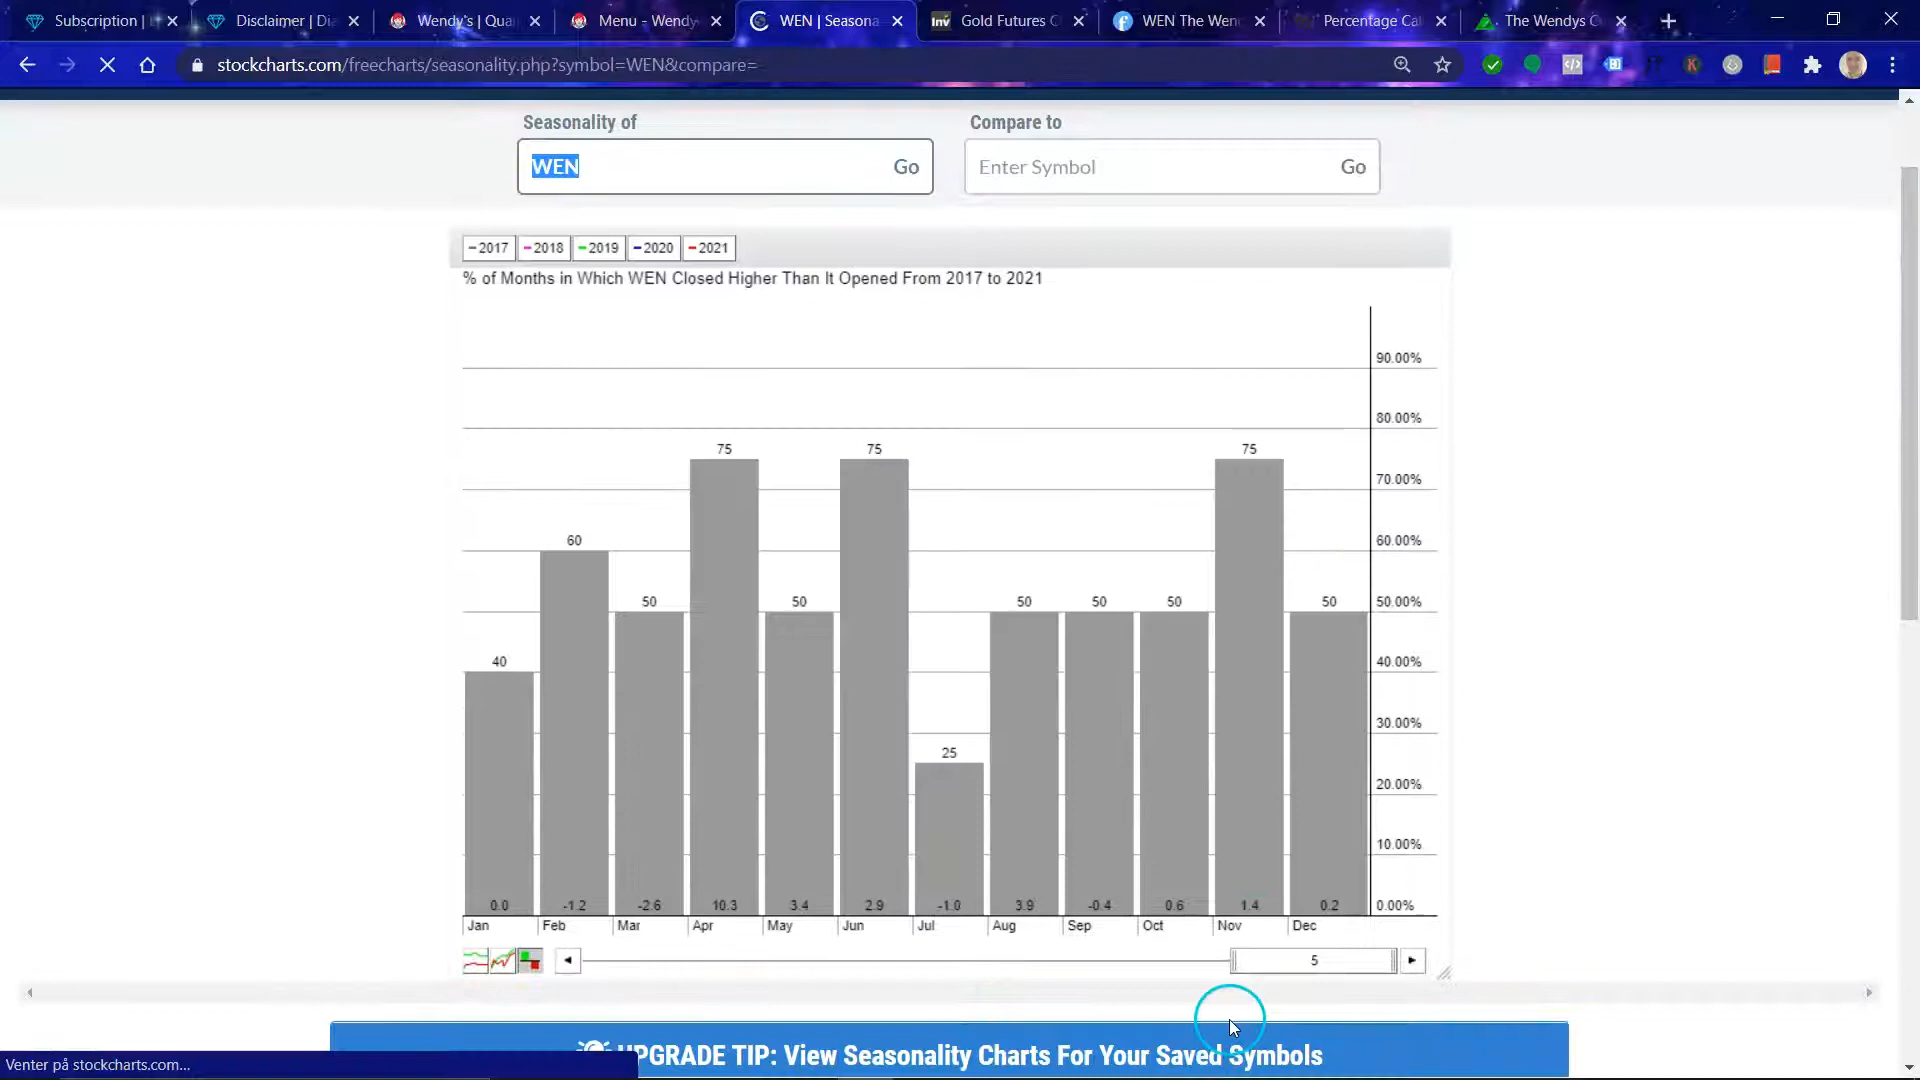 Subscription |
Disclaimer | Di
Wendy's | Qua
Menu - Wendy
WEN | Seasona
Inv Gold Futures C
WEN The Wen
Percentage Cal
The Wendys C
stockcharts.com/freecharts/seasonality.php?symbol=WEN&compare=
Seasonality of
Compare to
WEN Go
Enter Symbol Go
2017 2018 2019 2020 2021
% of Months in Which WEN Closed Higher Than It Opened From 2017 to 2021
90.00%
80.00%
75 75 75
70.00%
60 60.00%
50 50 50 50 50 50 50.00%
40 40.00%
30.00%
25
20.00%
10.00%
0.0 -1.2 -2.6 10.3 3.4 2.9 -1.0 3.9 -0.4 0.6 1.4 0.2 0.00%
Jan Feb Mar Apr May Jun Jul Aug Sep Oct Nov Dec
5
UPGRADE TIP: View Seasonality Charts For Your Saved Symbols
Venter på stockcharts.com...